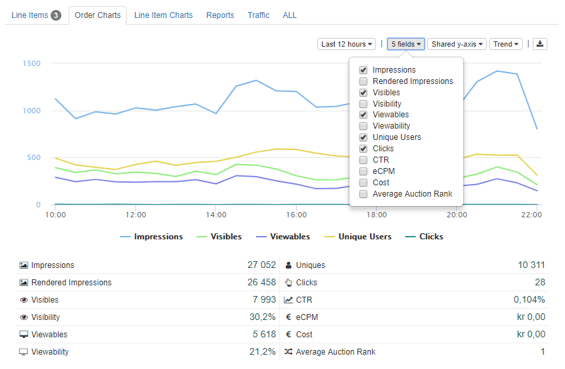 Line Items 3 Order Charts Line Item Charts Reports Traffic ALL
Last 12 hours 5 fields Shared y-axis Trend
Impressions
Rendered Impressions
Visibles
Visibility
Viewables
Viewability
Unique Users
Clicks
CTR
eCPM
Cost
Average Auction Rank
1500
1000
500
0
10:00 12:00 14:00 16:00 18:00 20:00 22:00
Impressions Visibles Viewables Unique Users Clicks
Impressions 27 052 Uniques 10 311
Rendered Impressions 26 458 Clicks 28
Visibles 7 993 CTR 0,104%
Visibility 30,2% € eCPM kr 0,00
Viewables 5 618 € Cost kr 0,00
Viewability 21,2% Average Auction Rank 1